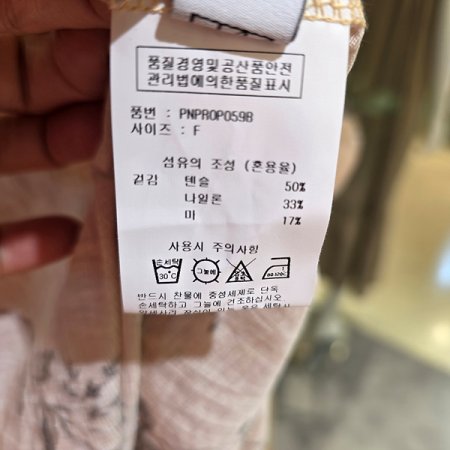 품질경영및공산품안전
관리법에의한품질표시
품번 : PNPROP059B
사이즈 : F
섬유의 조성 (혼용율)
겉감 텐슬 50%
나일론 33%
마 17%
사용시 주의사항
손세탁 30℃ 그늘에
반드시 찬물에 중성세제로 단독
손세탁하고 그늘에 건조하십시오